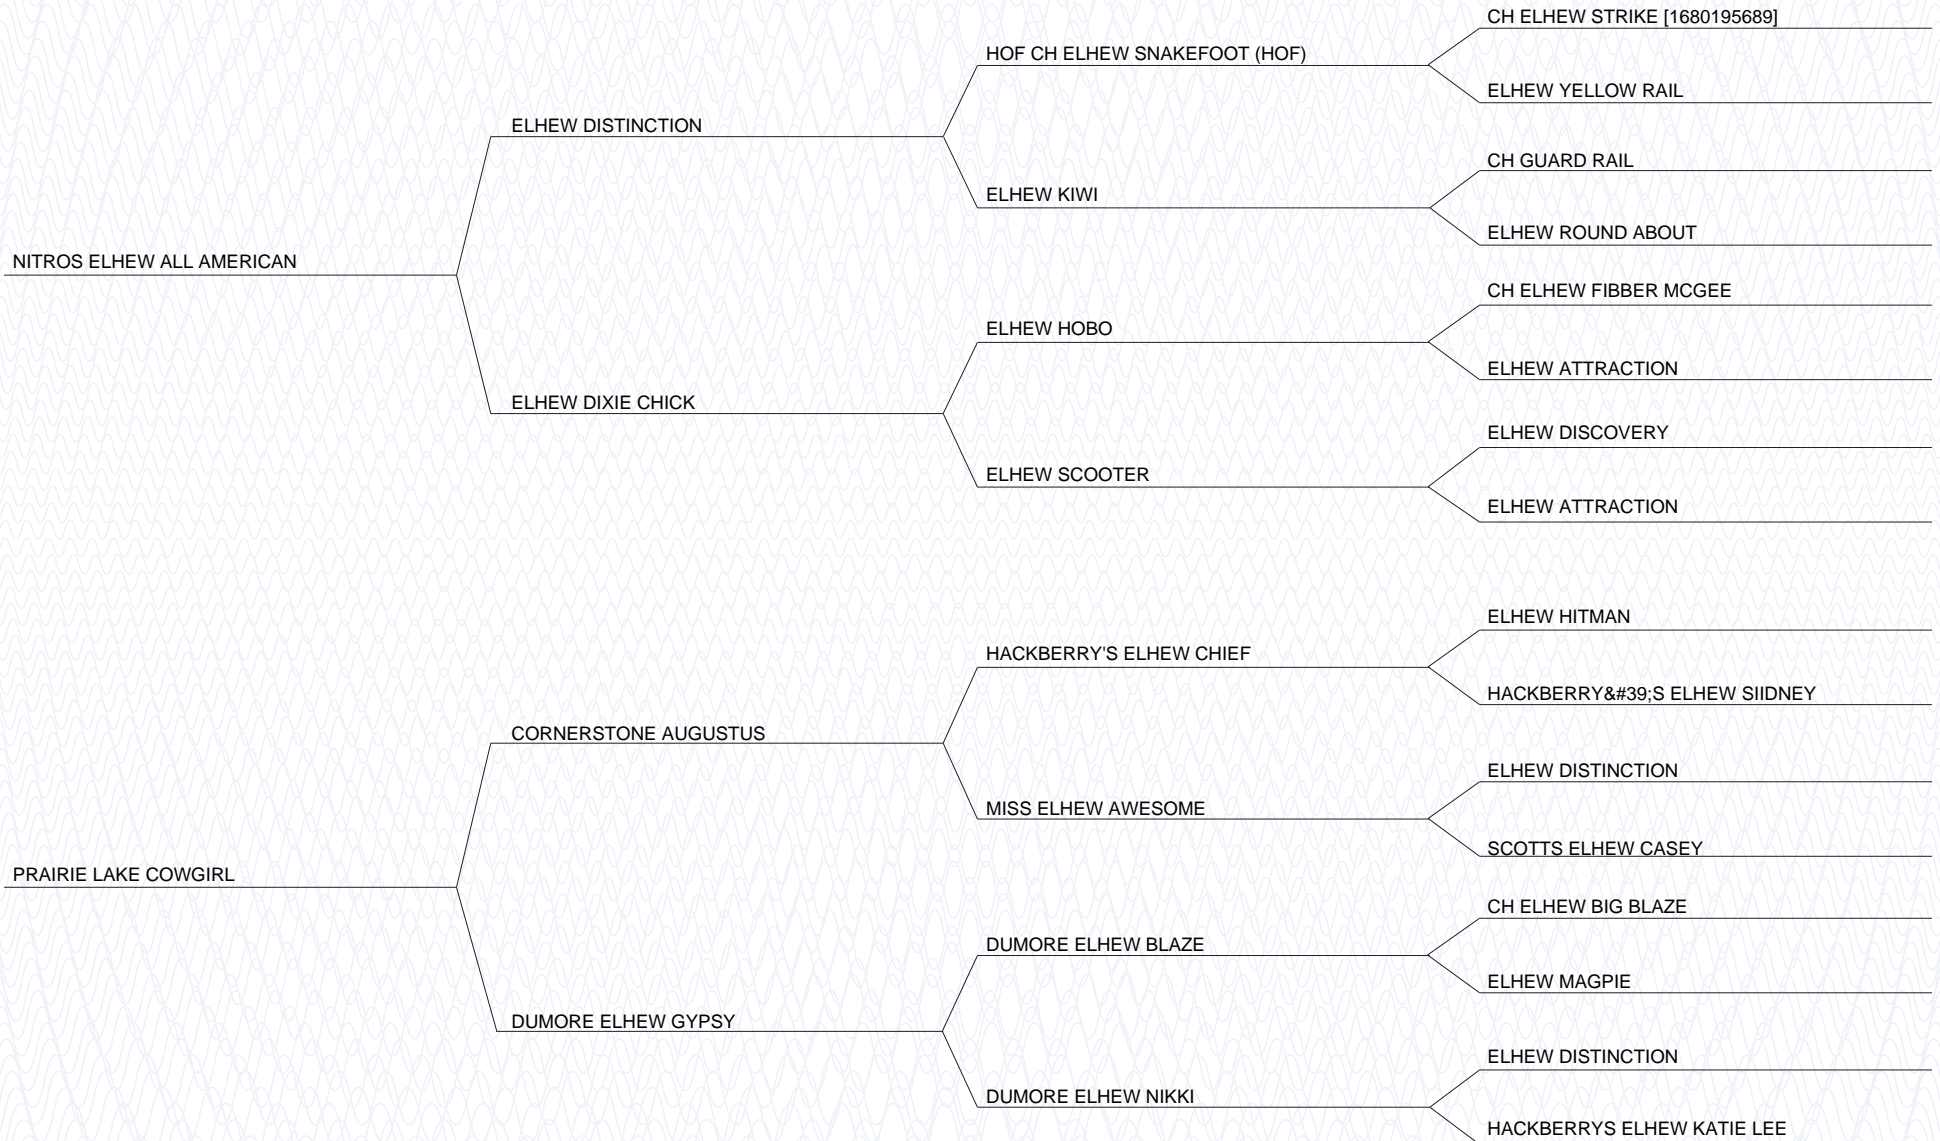 CH ELHEW STRIKE [1680195689]
HOF CH ELHEW SNAKEFOOT (HOF)
ELHEW YELLOW RAIL
ELHEW DISTINCTION
CH GUARD RAIL
ELHEW KIWI
ELHEW ROUND ABOUT
NITROS ELHEW ALL AMERICAN
CH ELHEW FIBBER MCGEE
ELHEW HOBO
ELHEW ATTRACTION
ELHEW DIXIE CHICK
ELHEW DISCOVERY
ELHEW SCOOTER
ELHEW ATTRACTION
ELHEW HITMAN
HACKBERRY'S ELHEW CHIEF
HACKBERRY&#39;S ELHEW SIIDNEY
CORNERSTONE AUGUSTUS
ELHEW DISTINCTION
MISS ELHEW AWESOME
SCOTTS ELHEW CASEY
PRAIRIE LAKE COWGIRL
CH ELHEW BIG BLAZE
DUMORE ELHEW BLAZE
ELHEW MAGPIE
DUMORE ELHEW GYPSY
ELHEW DISTINCTION
DUMORE ELHEW NIKKI
HACKBERRYS ELHEW KATIE LEE